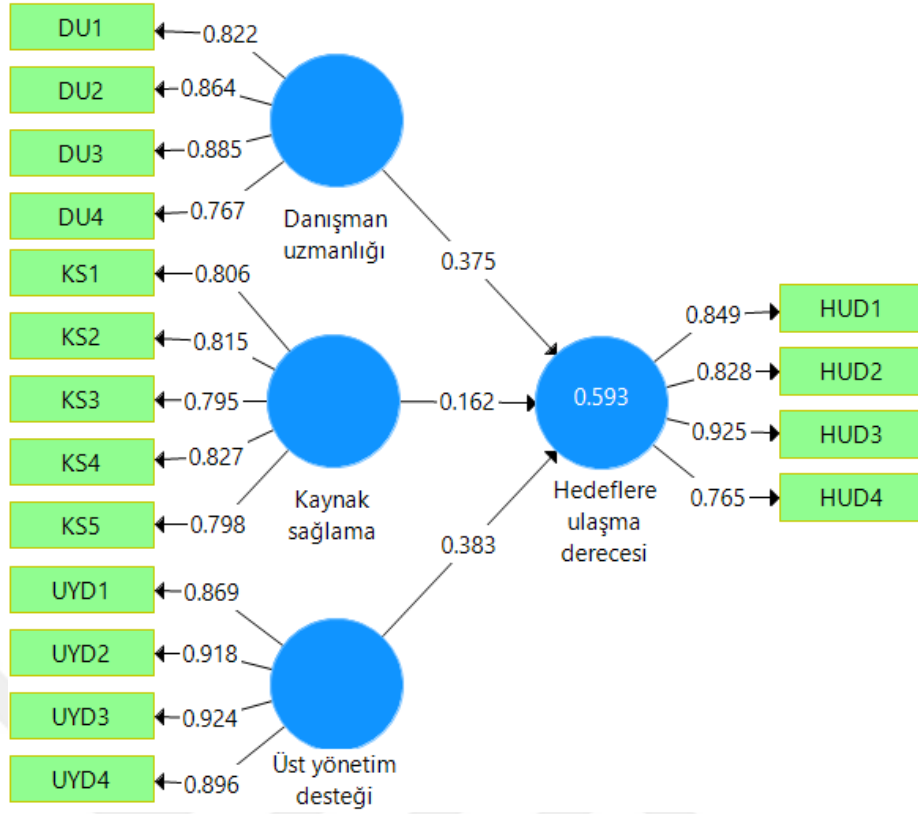 DU1
0.822
DU2
0.864
DU3
0.885
DU4
0.767
Danışman
uzmanlığı
KS1
0.806
KS2
0.815
KS3
0.795
KS4
0.827
KS5
0.798
Kaynak
sağlama
UYD1
0.869
UYD2
0.918
UYD3
0.924
UYD4
0.896
Üst yönetim
desteği
0.375
0.162
0.383
0.593
Hedeflere
ulaşma
derecesi
0.849
HUD1
0.828
HUD2
0.925
HUD3
0.765
HUD4